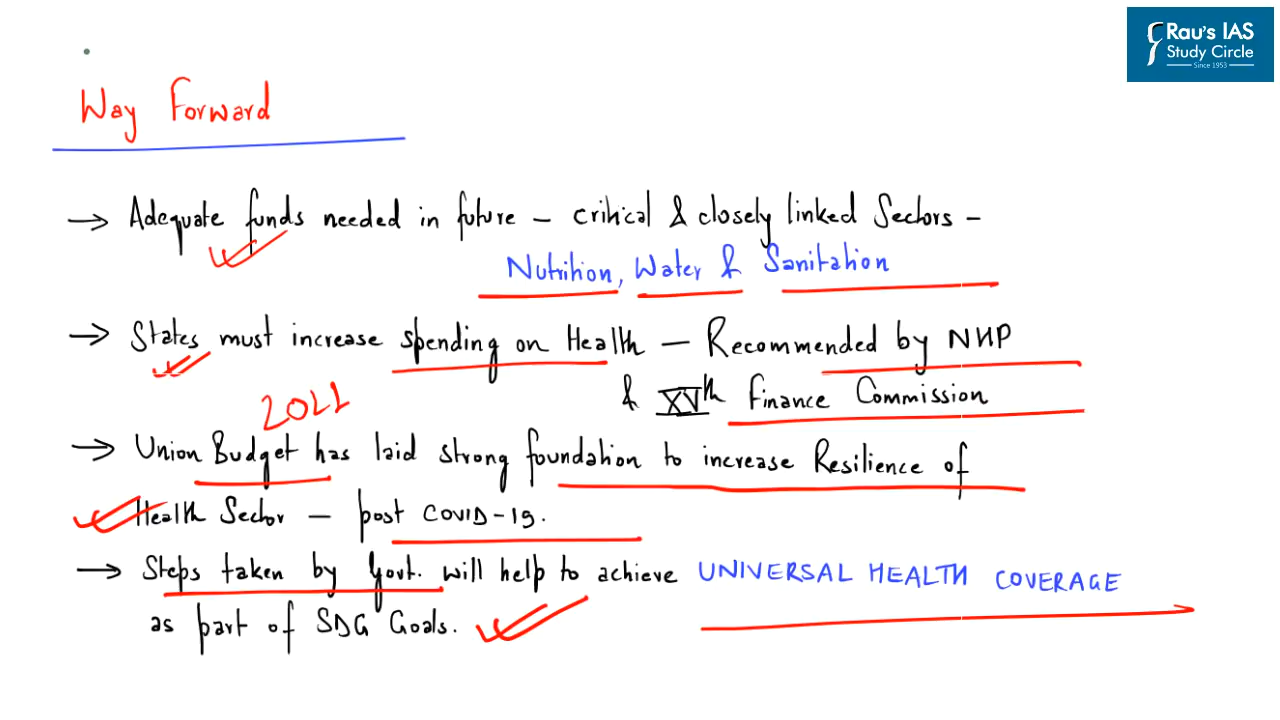 Rau's IAS
Study Circle
Since 1953
Way Forward
→ Adequate funds needed in future – critical & closely linked Sectors –
Nutrition, Water & Sanitation
→ States must increase spending on Health – Recommended by NHP
& XVth Finance Commission
→ Union Budget has laid strong foundation to increase Resilience of
Health Sector – post COVID-19.
→ Steps taken by Govt. will help to achieve UNIVERSAL HEALTH COVERAGE
as part of SDG Goals.